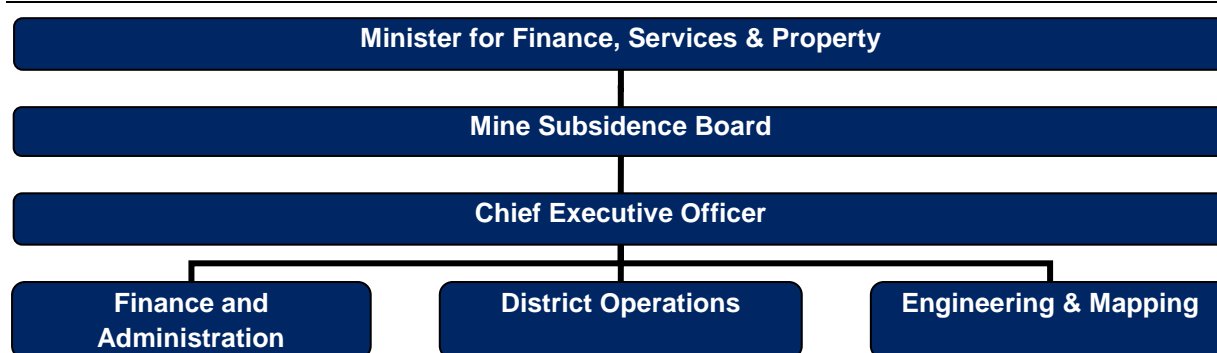 Minister for Finance, Services & Property
Mine Subsidence Board
Chief Executive Officer
Finance and
Administration
District Operations
Engineering & Mapping